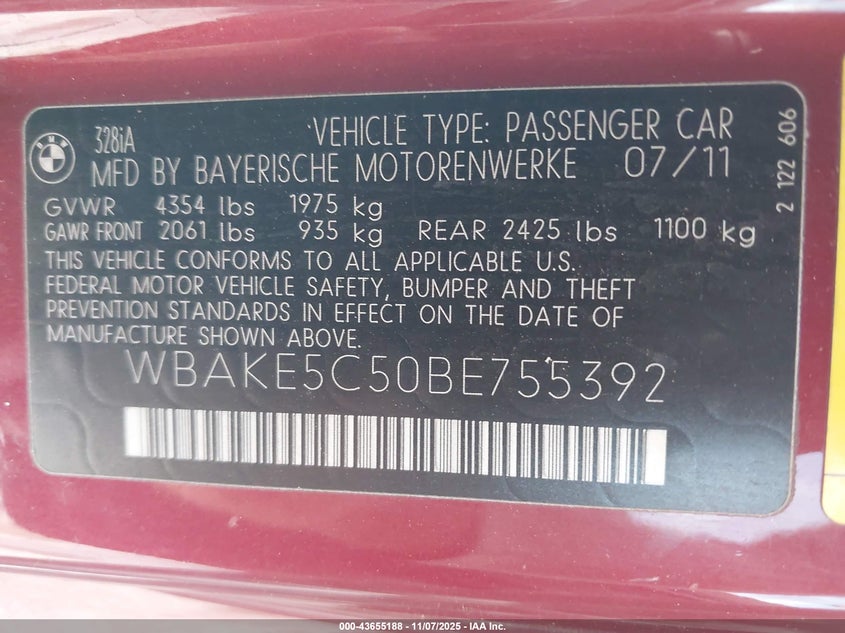 BMW
328iA VEHICLE TYPE: PASSENGER CAR
MFD BY BAYERISCHE MOTORENWERKE 07/11
GVWR 4354 lbs 1975 kg
GAWR FRONT 2061 lbs 935 kg REAR 2425 lbs 1100 kg
THIS VEHICLE CONFORMS TO ALL APPLICABLE U.S.
FEDERAL MOTOR VEHICLE SAFETY, BUMPER AND THEFT
PREVENTION STANDARDS IN EFFECT ON THE DATE OF
MANUFACTURE SHOWN ABOVE.
WBAKE5C50BE755392
2 122 606
000-43655188 - 11/07/2025 - IAA Inc.